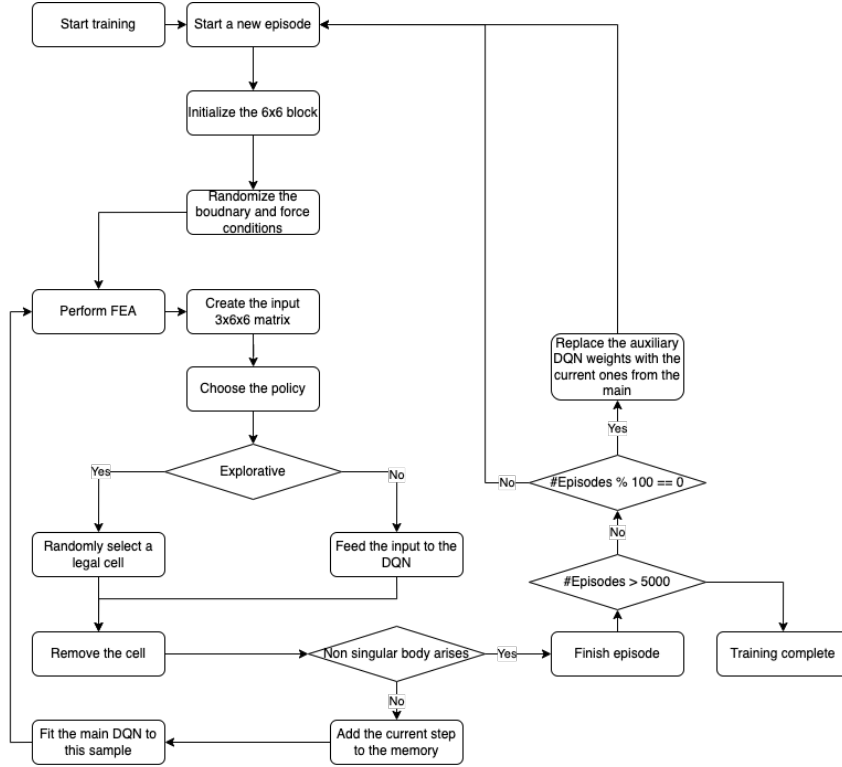 Start training
Start a new episode
Initialize the 6x6 block
Randomize the
boudnary and force
conditions
Perform FEA
Create the input
3x6x6 matrix
Replace the auxiliary
DQN weights with the
current ones from the
main
Choose the policy
Yes
Explorative
No
Yes
No
#Episodes % 100 == 0
Randomly select a
legal cell
Feed the input to the
DQN
No
#Episodes > 5000
Remove the cell
Non singular body arises
Yes
Finish episode
Training complete
No
Fit the main DQN to
this sample
Add the current step
to the memory